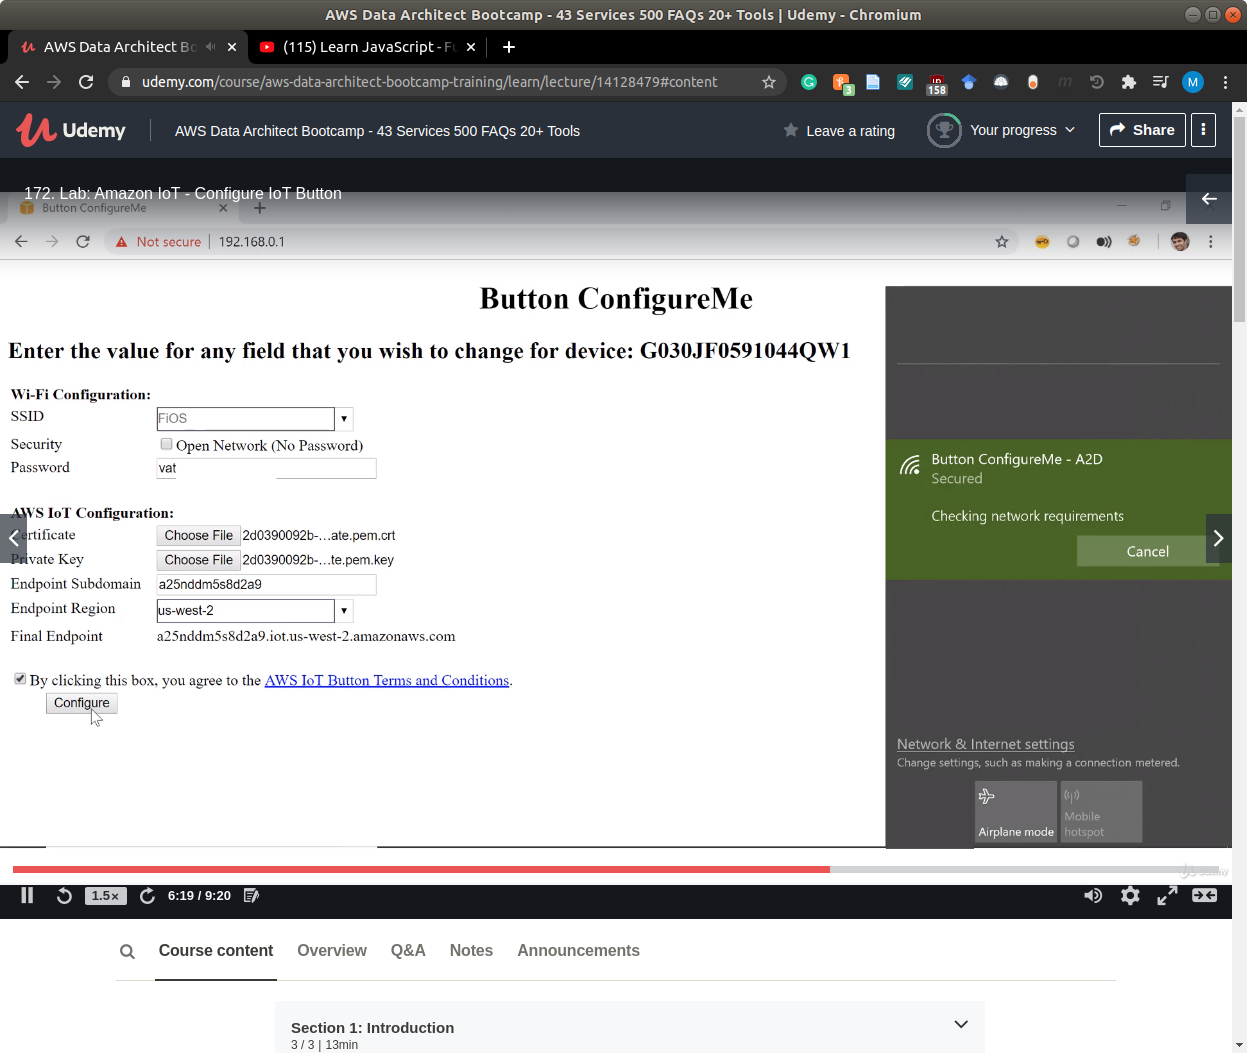 AWS Data Architect Bootcamp - 43 Services 500 FAQs 20+ Tools | Udemy - Chromium
AWS Data Architect Bo
(115) Learn JavaScript - Fu
udemy.com/course/aws-data-architect-bootcamp-training/learn/lecture/14128479#content
3
158
M
Udemy
AWS Data Architect Bootcamp - 43 Services 500 FAQs 20+ Tools
Leave a rating
Your progress
Share
172. Lab: Amazon IoT - Configure IoT Button
Button ConfigureMe
Not secure
192.168.0.1
Button ConfigureMe
Enter the value for any field that you wish to change for device: G030JF0591044QW1
Wi-Fi Configuration:
SSID FiOS
Security Open Network (No Password)
Password vat
AWS IoT Configuration:
Certificate Choose File 2d0390092b-...ate.pem.crt
Private Key Choose File 2d0390092b-...te.pem.key
Endpoint Subdomain a25nddm5s8d2a9
Endpoint Region us-west-2
Final Endpoint a25nddm5s8d2a9.iot.us-west-2.amazonaws.com
By clicking this box, you agree to the AWS IoT Button Terms and Conditions.
Configure
Button ConfigureMe - A2D
Secured
Checking network requirements
Cancel
Network & Internet settings
Change settings, such as making a connection metered.
Airplane mode
Mobile hotspot
Udemy
1.5×
6:19 / 9:20
Course content
Overview
Q&A
Notes
Announcements
Section 1: Introduction
3 / 3 | 13min